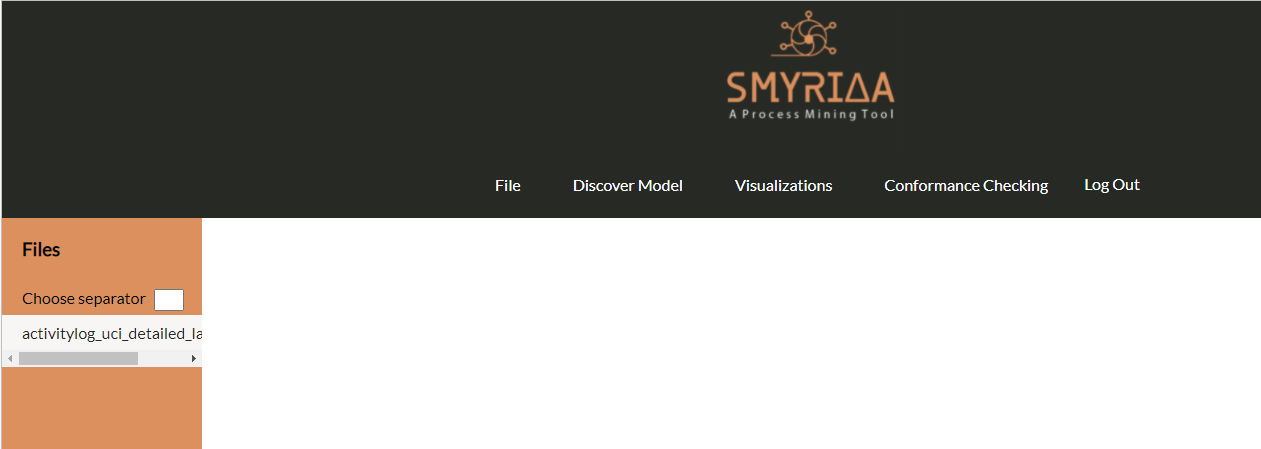 SMYRIΔA
A Process Mining Tool
File Discover Model Visualizations Conformance Checking Log Out
Files
Choose separator
activitylog_uci_detailed_la